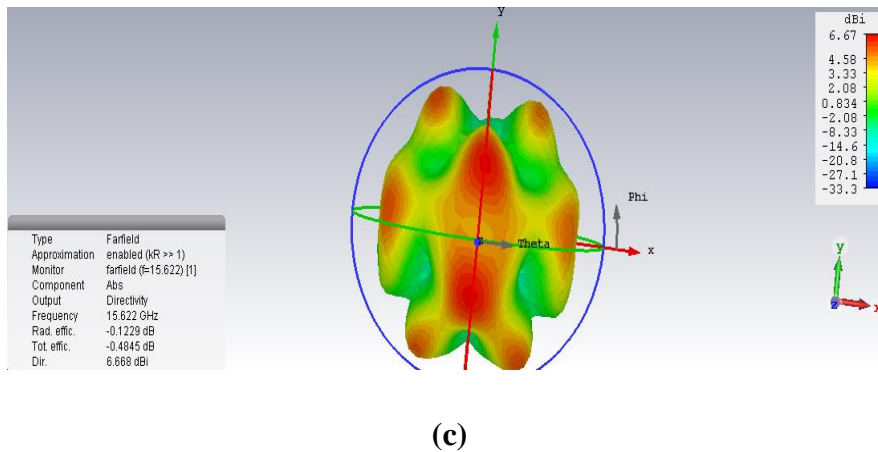 y
dBi
6.67
4.58
3.33
2.08
0.834
-2.08
-8.33
-14.6
-20.8
-27.1
-33.3
Phi
Theta
x
Type Farfield
Approximation enabled (kR >> 1)
Monitor farfield (f=15.622) [1]
Component Abs
Output Directivity
Frequency 15.622 GHz
Rad. effic. -0.1229 dB
Tot. effic. -0.4845 dB
Dir. 6.668 dBi
y
z
x
(c)